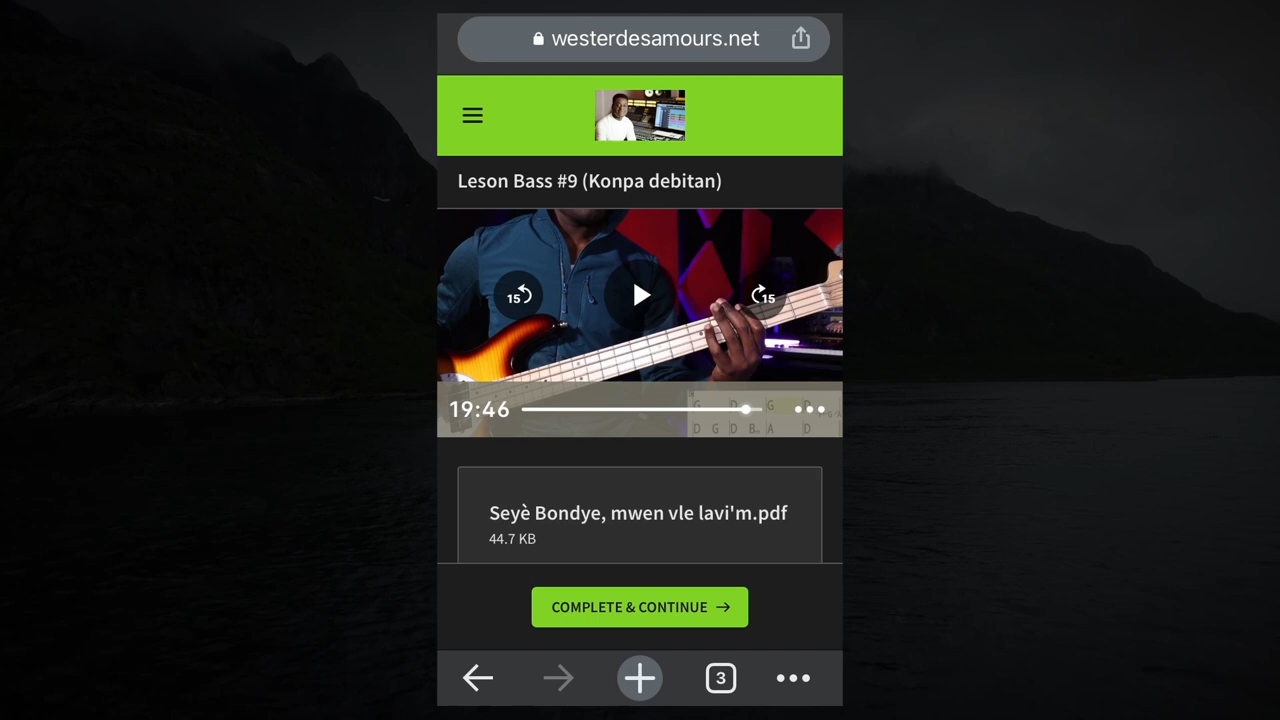 westerdesamours.net
Leson Bass #9 (Konpa debitan)
15
15
19:46
G D G D
D G D Bm A D
Seyè Bondye, mwen vle lavi'm.pdf
44.7 KB
COMPLETE & CONTINUE
3